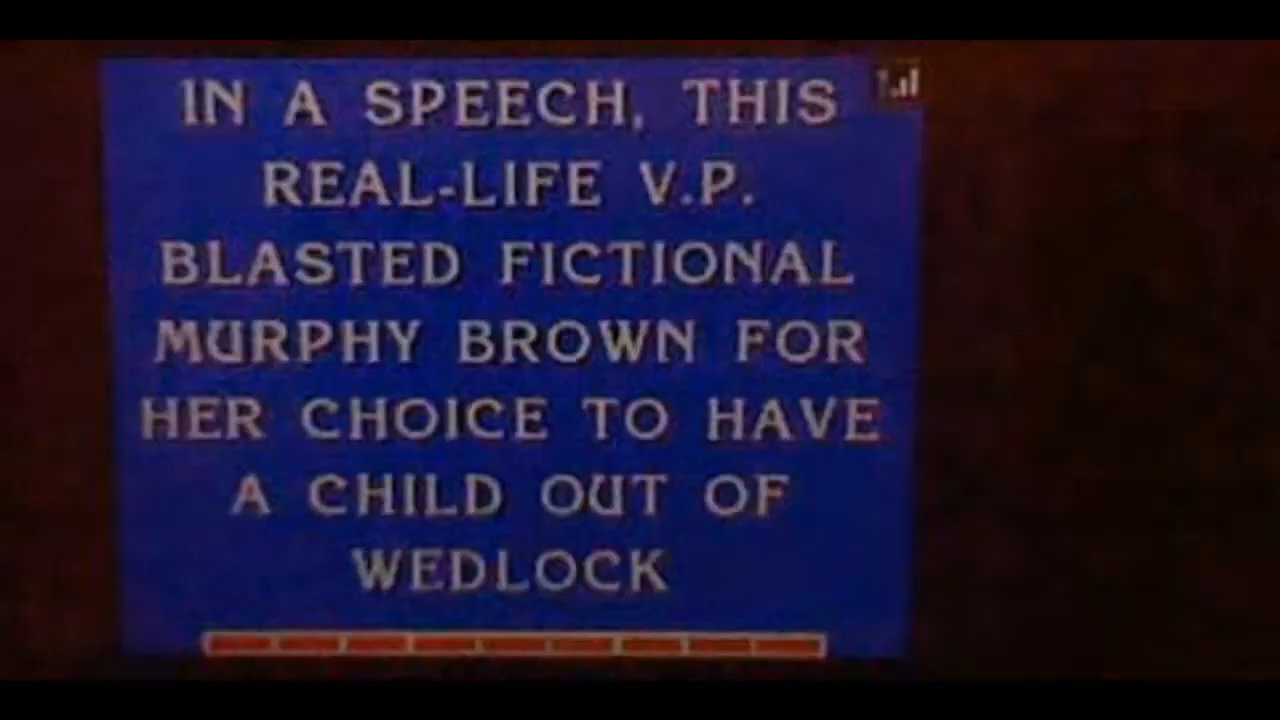 IN A SPEECH, THIS
REAL-LIFE V.P.
BLASTED FICTIONAL
MURPHY BROWN FOR
HER CHOICE TO HAVE
A CHILD OUT OF
WEDLOCK